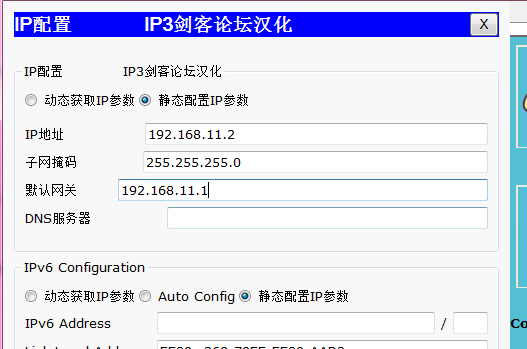 IP配置 IP3剑客论坛汉化 X
IP配置 IP3剑客论坛汉化
动态获取IP参数 静态配置IP参数
IP地址 192.168.11.2
子网掩码 255.255.255.0
默认网关 192.168.11.1
DNS服务器
IPv6 Configuration
动态获取IP参数 Auto Config 静态配置IP参数
IPv6 Address /
Co